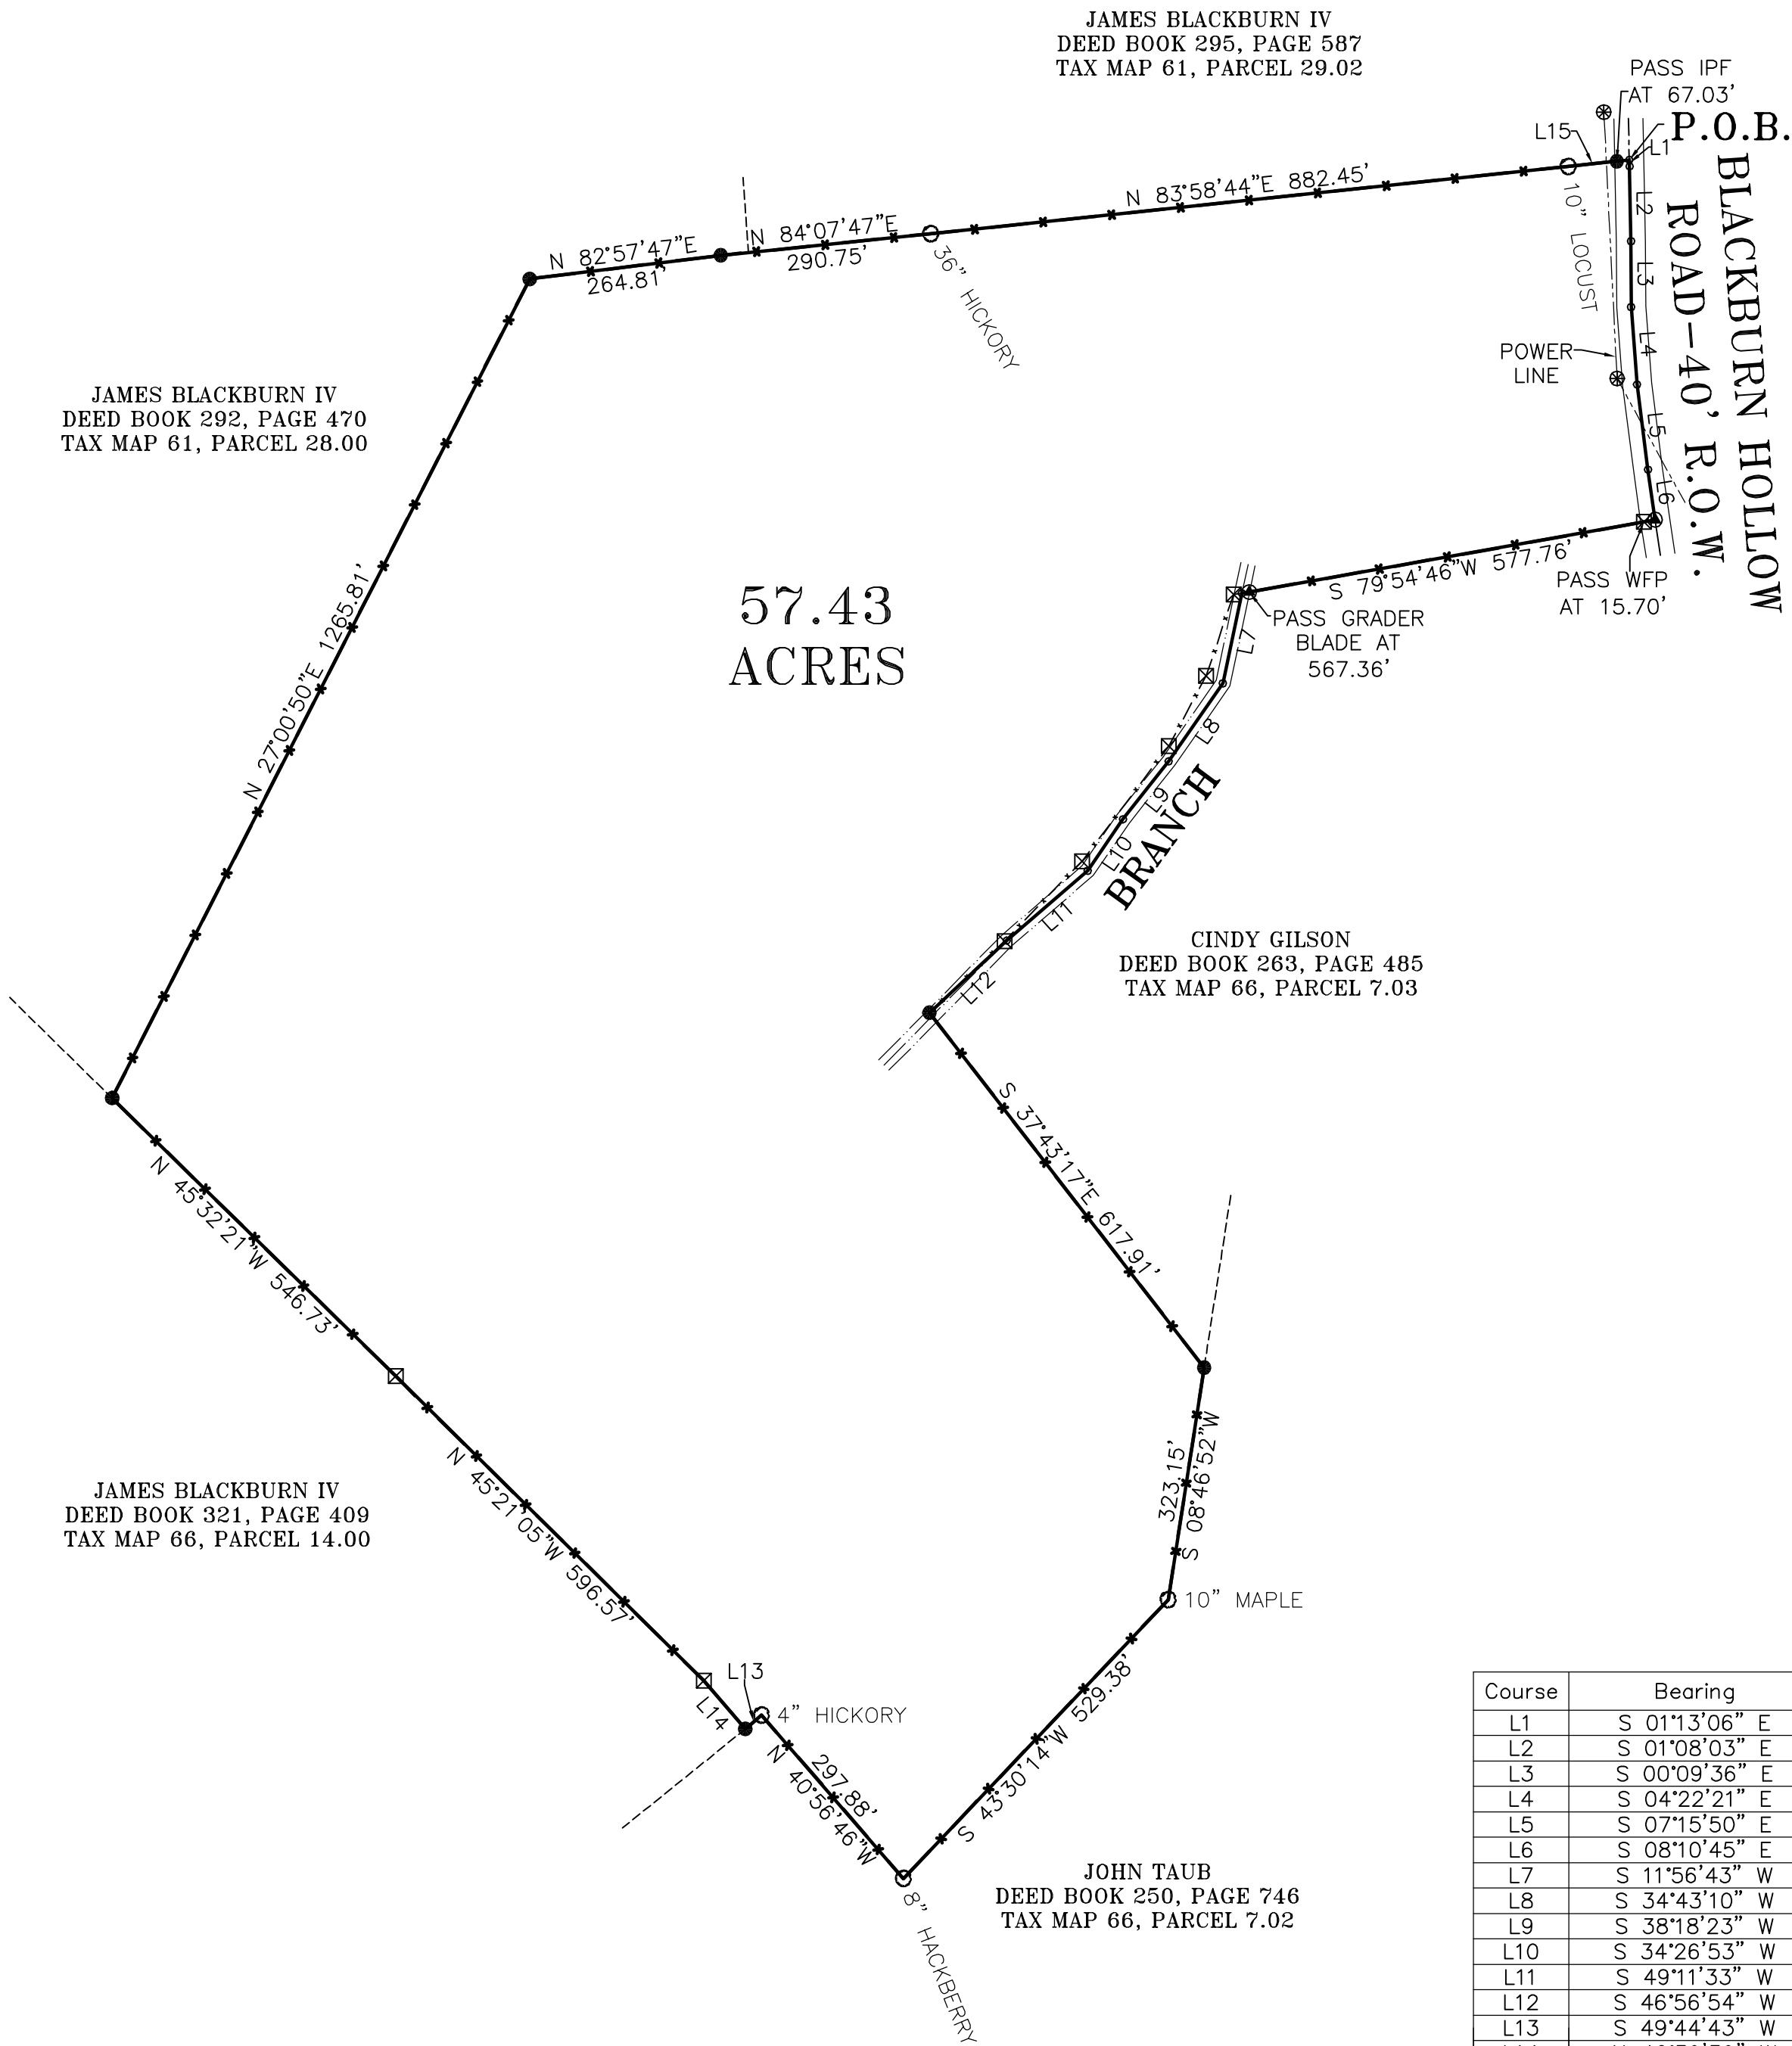 JAMES BLACKBURN IV
DEED BOOK 295, PAGE 587
TAX MAP 61, PARCEL 29.02
PASS IPF
AT 67.03'
P.O.B.
L15
L1
N 83°58'44"E 882.45'
N 84°07'47"E
290.75'
N 82°57'47"E
264.81'
10" LOCUST
36" HICKORY
L2
L3
L4
L5
L6
BLACKBURN HOLLOW
ROAD-40' R.O.W.
POWER
LINE
JAMES BLACKBURN IV
DEED BOOK 292, PAGE 470
TAX MAP 61, PARCEL 28.00
S 79°54'46"W 577.76'
PASS WFP
AT 15.70'
PASS GRADER
BLADE AT
567.36'
57.43
ACRES
N 27°00'50"E 1265.81'
L7
L8
L9
L10
L11
L12
BRANCH
CINDY GILSON
DEED BOOK 263, PAGE 485
TAX MAP 66, PARCEL 7.03
S 37°43'17"E 617.91'
N 45°32'21"W 546.73'
323.15'
S 08°46'52"W
N 45°21'05"W 596.57'
JAMES BLACKBURN IV
DEED BOOK 321, PAGE 409
TAX MAP 66, PARCEL 14.00
10" MAPLE
L13
L14
4" HICKORY
S 43°30'14"W 529.38'
297.88'
N 40°56'46"W
8" HACKBERRY
JOHN TAUB
DEED BOOK 250, PAGE 746
TAX MAP 66, PARCEL 7.02
Course Bearing
L1 S 01°13'06" E
L2 S 01°08'03" E
L3 S 00°09'36" E
L4 S 04°22'21" E
L5 S 07°15'50" E
L6 S 08°10'45" E
L7 S 11°56'43" W
L8 S 34°43'10" W
L9 S 38°18'23" W
L10 S 34°26'53" W
L11 S 49°11'33" W
L12 S 46°56'54" W
L13 S 49°44'43" W